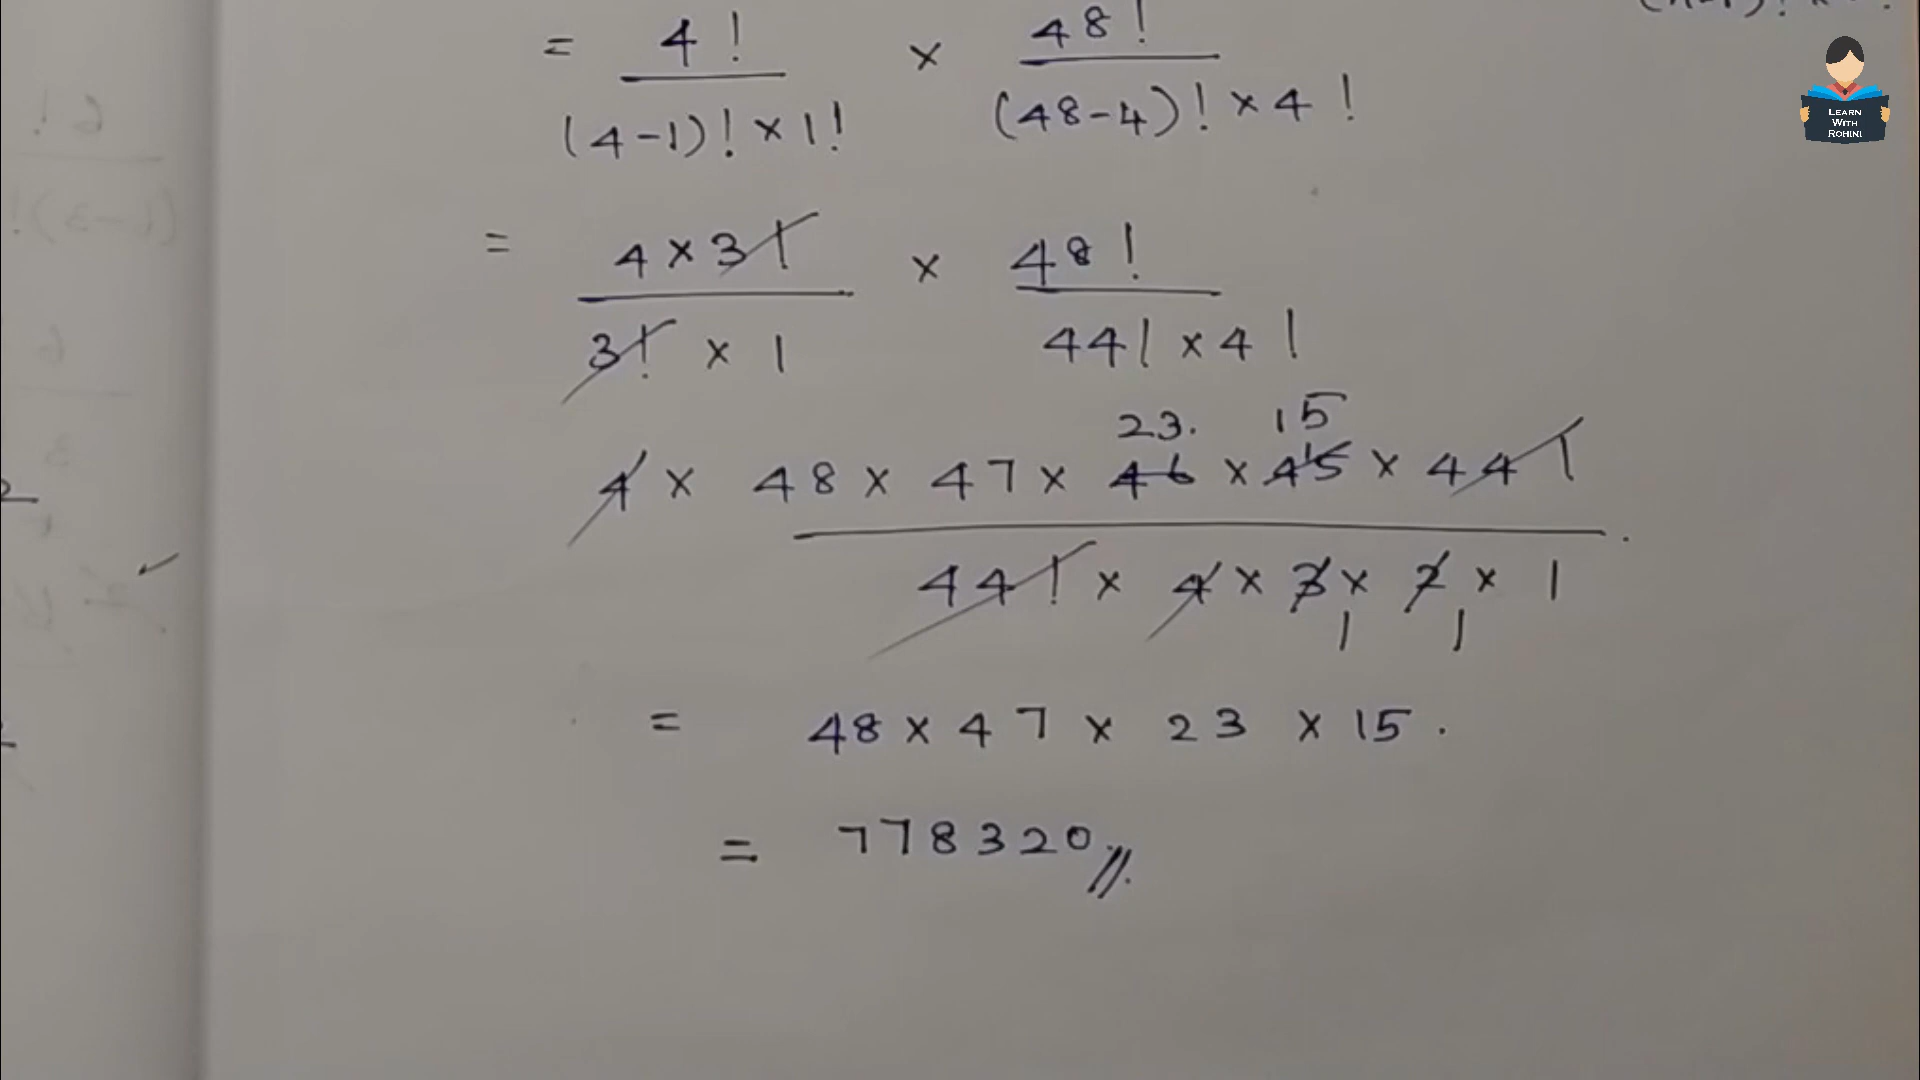 = 4! / (4-1)! × 1! × 48! / (48-4)! × 4!
LEARN
WITH
ROHINI
= 4 × 3! / 3! × 1 × 48! / 44! × 4!
23. 15
4 × 48 × 47 × 46 × 45 × 44!
44! × 4 × 3 × 2 × 1
1 1
= 48 × 47 × 23 × 15.
= 778320//.